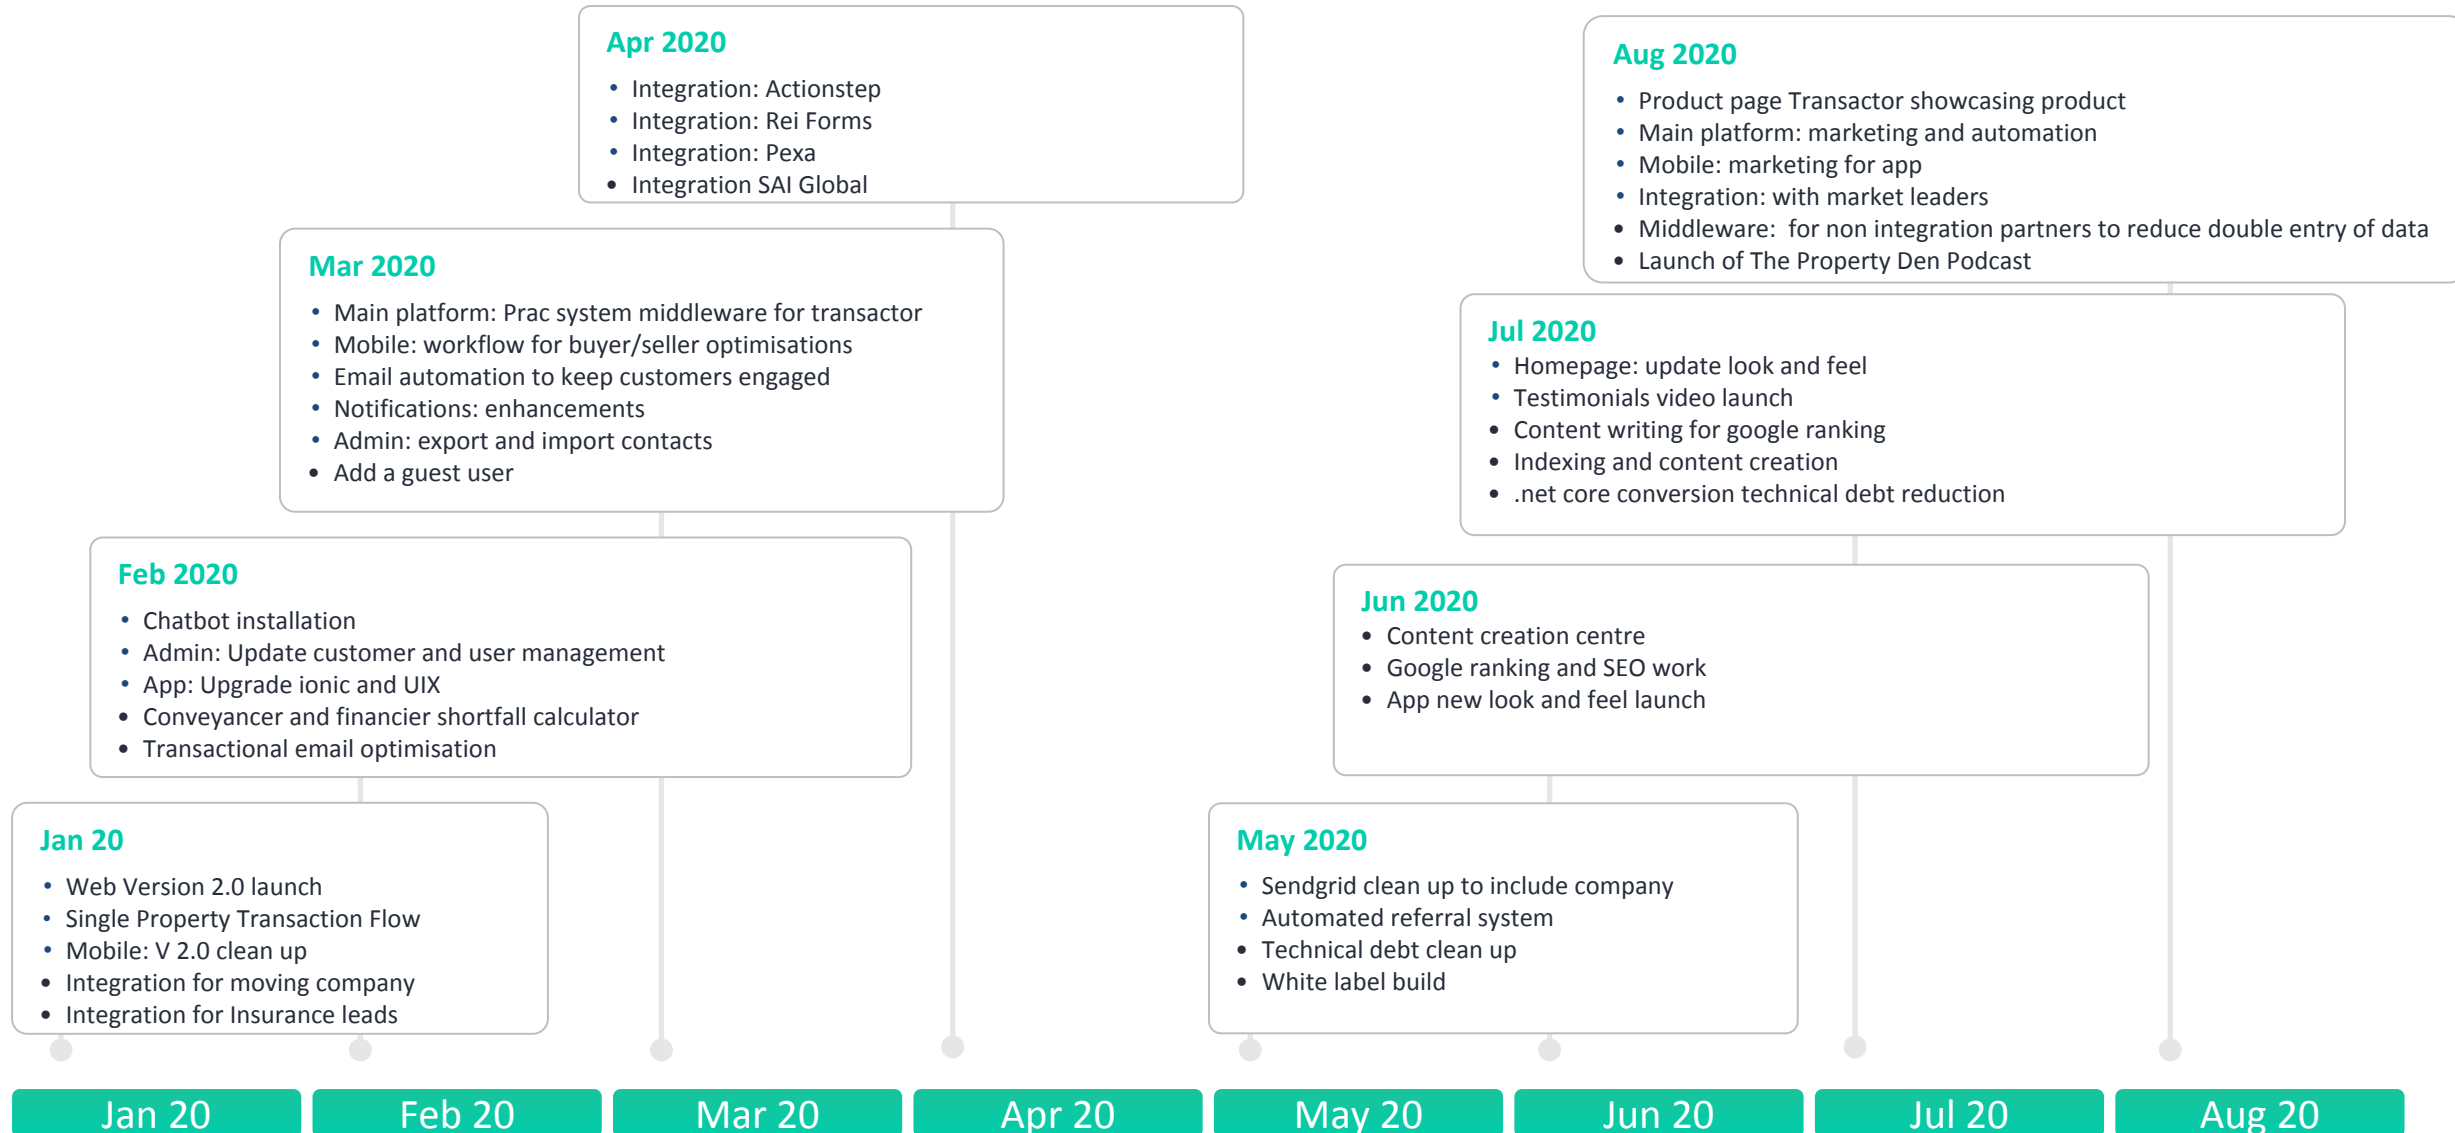 Apr 2020
• Integration: Actionstep
• Integration: Rei Forms
• Integration: Pexa
• Integration SAI Global
Mar 2020
• Main platform: Prac system middleware for transactor
• Mobile: workflow for buyer/seller optimisations
• Email automation to keep customers engaged
• Notifications: enhancements
• Admin: export and import contacts
• Add a guest user
Feb 2020
• Chatbot installation
• Admin: Update customer and user management
• App: Upgrade ionic and UIX
• Conveyancer and financier shortfall calculator
• Transactional email optimisation
Jan 20
• Web Version 2.0 launch
• Single Property Transaction Flow
• Mobile: V 2.0 clean up
• Integration for moving company
• Integration for Insurance leads
Aug 2020
• Product page Transactor showcasing product
• Main platform: marketing and automation
• Mobile: marketing for app
• Integration: with market leaders
• Middleware:  for non integration partners to reduce double entry of data
• Launch of The Property Den Podcast
Jul 2020
• Homepage: update look and feel
• Testimonials video launch
• Content writing for google ranking
• Indexing and content creation
• .net core conversion technical debt reduction
Jun 2020
• Content creation centre
• Google ranking and SEO work
• App new look and feel launch
May 2020
• Sendgrid clean up to include company
• Automated referral system
• Technical debt clean up
• White label build
Jan 20
Feb 20
Mar 20
Apr 20
May 20
Jun 20
Jul 20
Aug 20